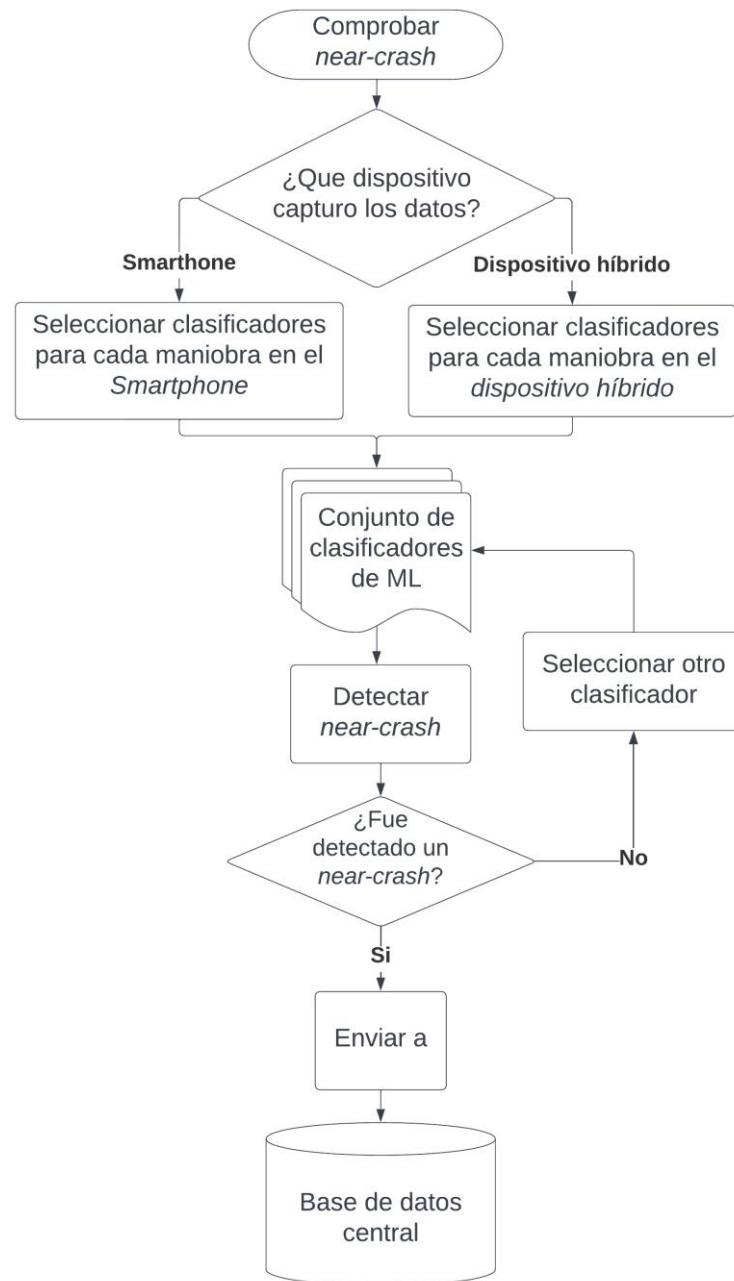 Comprobar
near-crash
¿Que dispositivo
capturo los datos?
Smarthone
Dispositivo híbrido
Seleccionar clasificadores
para cada maniobra en el
Smartphone
Seleccionar clasificadores
para cada maniobra en el
dispositivo híbrido
Conjunto de
clasificadores
de ML
Seleccionar otro
clasificador
Detectar
near-crash
¿Fue
detectado un
near-crash?
No
Si
Enviar a
Base de datos
central